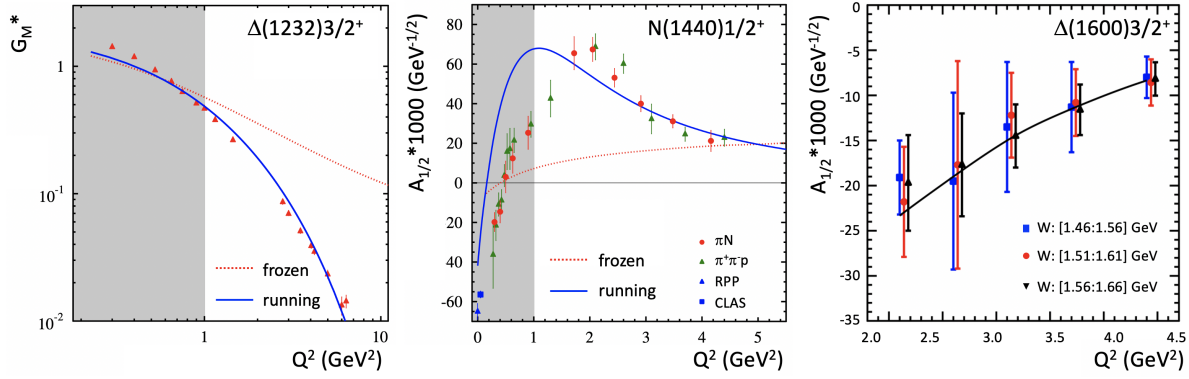 G_M*
Δ(1232)3/2⁺
1
10⁻¹
10⁻²
frozen
running
1
10
Q² (GeV²)
A_{1/2}*1000 (GeV^{-1/2})
N(1440)1/2⁺
80
60
40
20
0
20
40
-60
frozen
running
πN
π⁺π⁻p
RPP
CLAS
0
1
2
3
4
5
Q² (GeV²)
A_{1/2}*1000 (GeV^{-1/2})
Δ(1600)3/2⁺
-5
-10
-15
-20
-25
-30
-35
W: [1.46:1.56] GeV
W: [1.51:1.61] GeV
W: [1.56:1.66] GeV
2.0
2.5
3.0
3.5
4.0
4.5
Q² (GeV²)